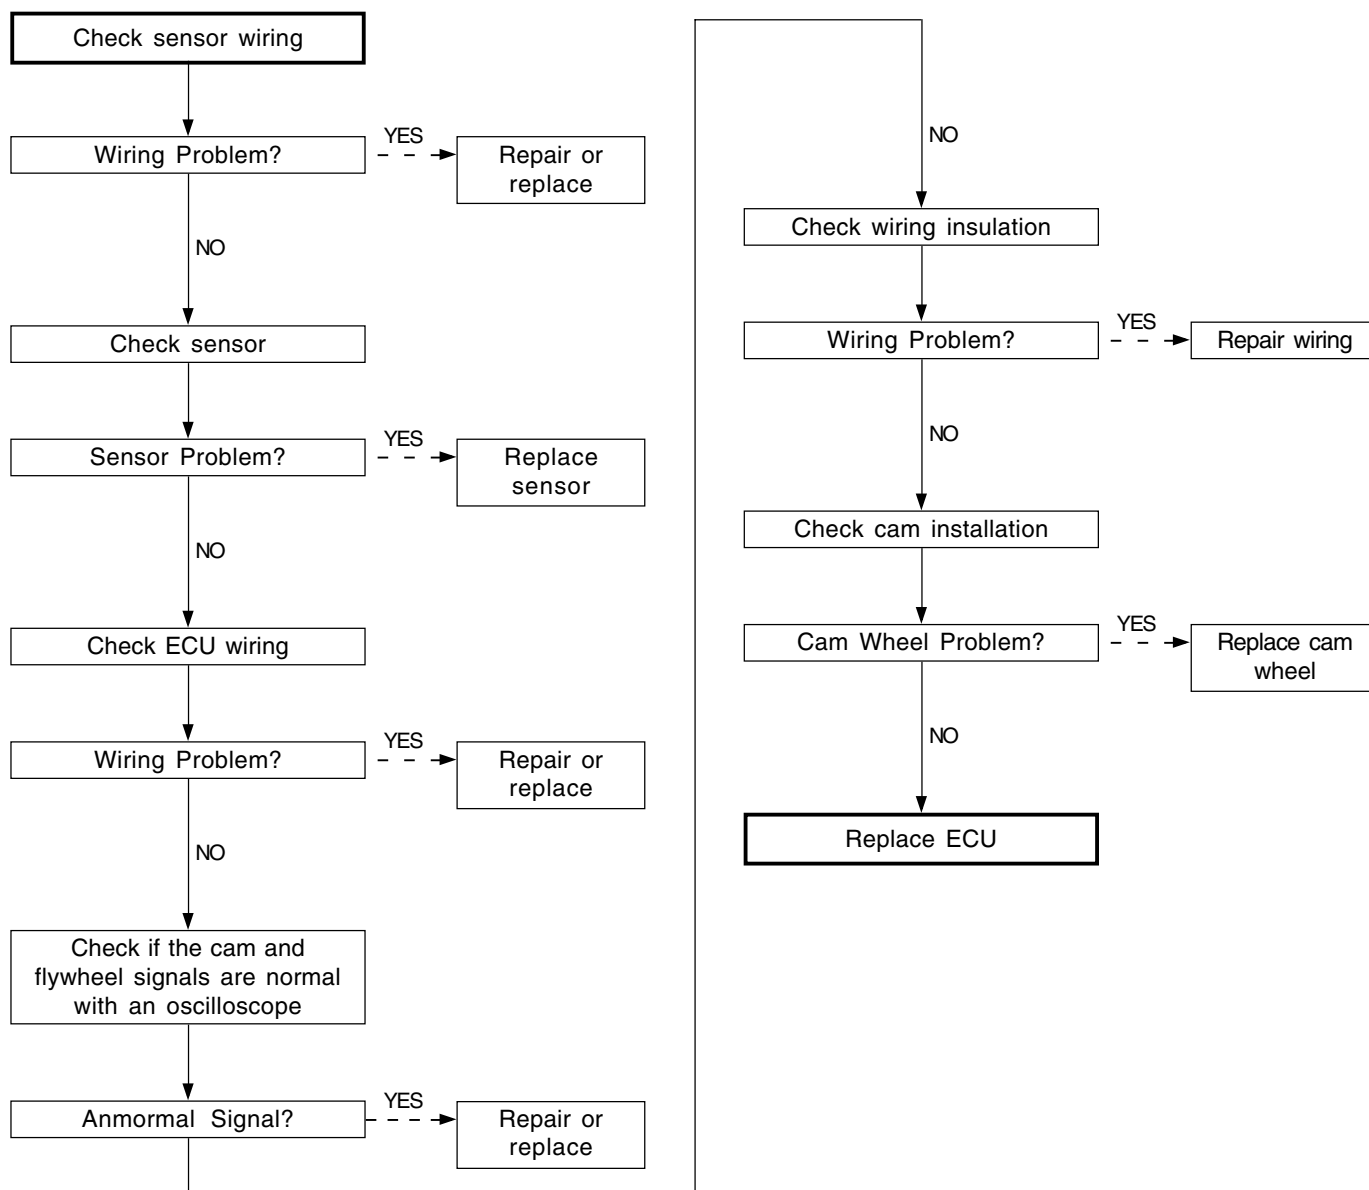 Check sensor wiring
Wiring Problem?
YES
Repair or
replace
NO
Check sensor
Sensor Problem?
YES
Replace
sensor
NO
Check ECU wiring
Wiring Problem?
YES
Repair or
replace
NO
Check if the cam and
flywheel signals are normal
with an oscilloscope
Anmormal Signal?
YES
Repair or
replace
NO
Check wiring insulation
Wiring Problem?
YES
Repair wiring
NO
Check cam installation
Cam Wheel Problem?
YES
Replace cam
wheel
NO
Replace ECU